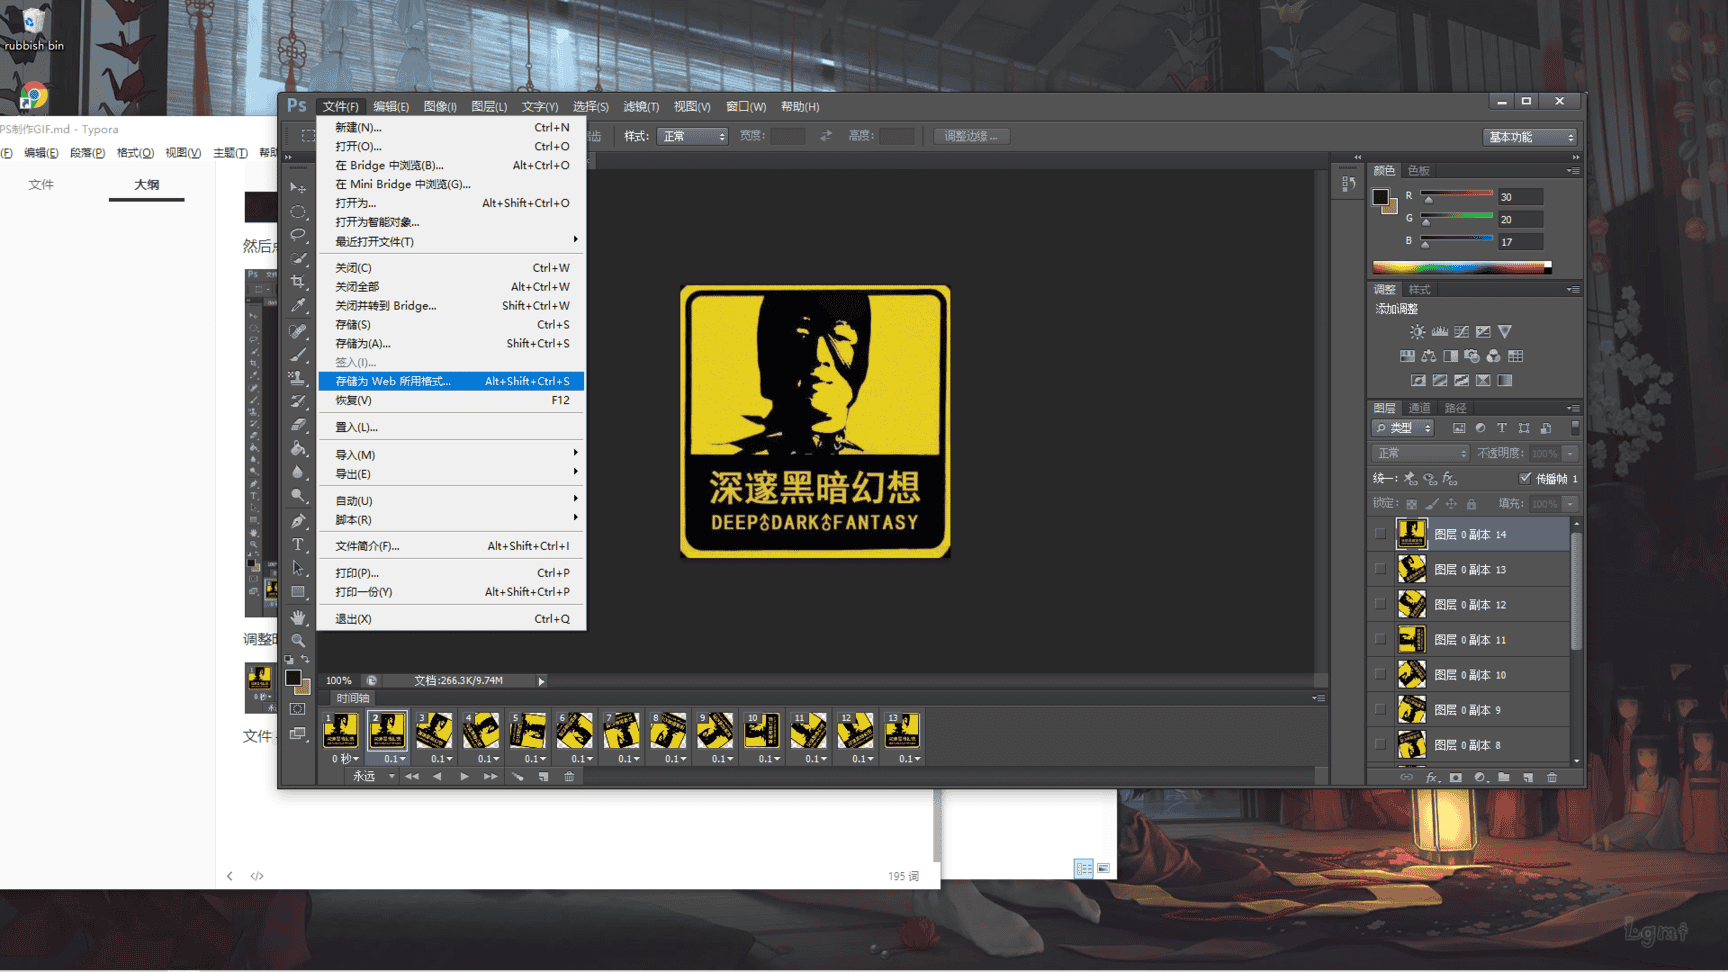 rubbish bin
PS制作GIF.md - Typora
(F) 编辑(E) 段落(P) 格式(O) 视图(V) 主题(T) 帮助
文件 大纲
然后点
调整时
文件
195 词
Ps 文件(F) 编辑(E) 图像(I) 图层(L) 文字(Y) 选择(S) 滤镜(T) 视图(V) 窗口(W) 帮助(H)
样式: 正常 宽度: 高度: 调整边缘... 基本功能
新建(N)... Ctrl+N
打开(O)... Ctrl+O
在 Bridge 中浏览(B)... Alt+Ctrl+O
在 Mini Bridge 中浏览(G)...
打开为... Alt+Shift+Ctrl+O
打开为智能对象...
最近打开文件(T)
关闭(C) Ctrl+W
关闭全部 Alt+Ctrl+W
关闭并转到 Bridge... Shift+Ctrl+W
存储(S) Ctrl+S
存储为(A)... Shift+Ctrl+S
签入(I)...
存储为 Web 所用格式... Alt+Shift+Ctrl+S
恢复(V) F12
置入(L)...
导入(M)
导出(E)
自动(U)
脚本(R)
文件简介(F)... Alt+Shift+Ctrl+I
打印(P)... Ctrl+P
打印一份(Y) Alt+Shift+Ctrl+P
退出(X) Ctrl+Q
深邃黑暗幻想
DEEP♂DARK♂FANTASY
100% 文档:266.3K/9.74M
时间轴
1 2 3 4 5 6 7 8 9 10 11 12 13
0 秒 0.1 0.1 0.1 0.1 0.1 0.1 0.1 0.1 0.1 0.1 0.1 0.1
永远
颜色 色板
R 30
G 20
B 17
调整 样式
添加调整
图层 通道 路径
类型
正常 不透明度: 100%
统一: 传播帧 1
锁定: 填充: 100%
图层 0 副本 14
图层 0 副本 13
图层 0 副本 12
图层 0 副本 11
图层 0 副本 10
图层 0 副本 9
图层 0 副本 8